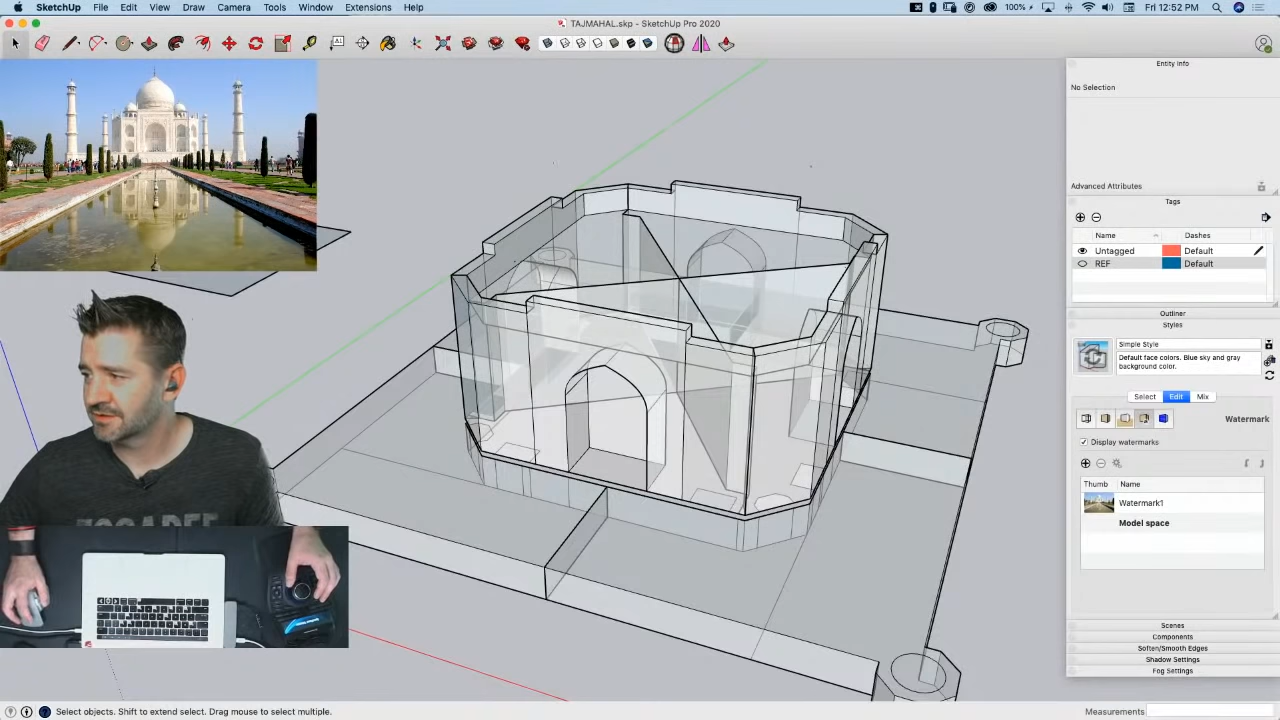 SketchUp File Edit View Draw Camera Tools Window Extensions Help 100% Fri 12:52 PM
TAJMAHAL.skp - SketchUp Pro 2020
Entity Info
No Selection
Advanced Attributes
Tags
Name Dashes
Untagged Default
REF Default
Outliner
Styles
Simple Style
Default face colors. Blue sky and gray
background color.
Select Edit Mix
Watermark
Display watermarks
Thumb Name
Watermark1
Model space
Scenes
Components
Soften/Smooth Edges
Shadow Settings
Fog Settings
Select objects. Shift to extend select. Drag mouse to select multiple.
Measurements